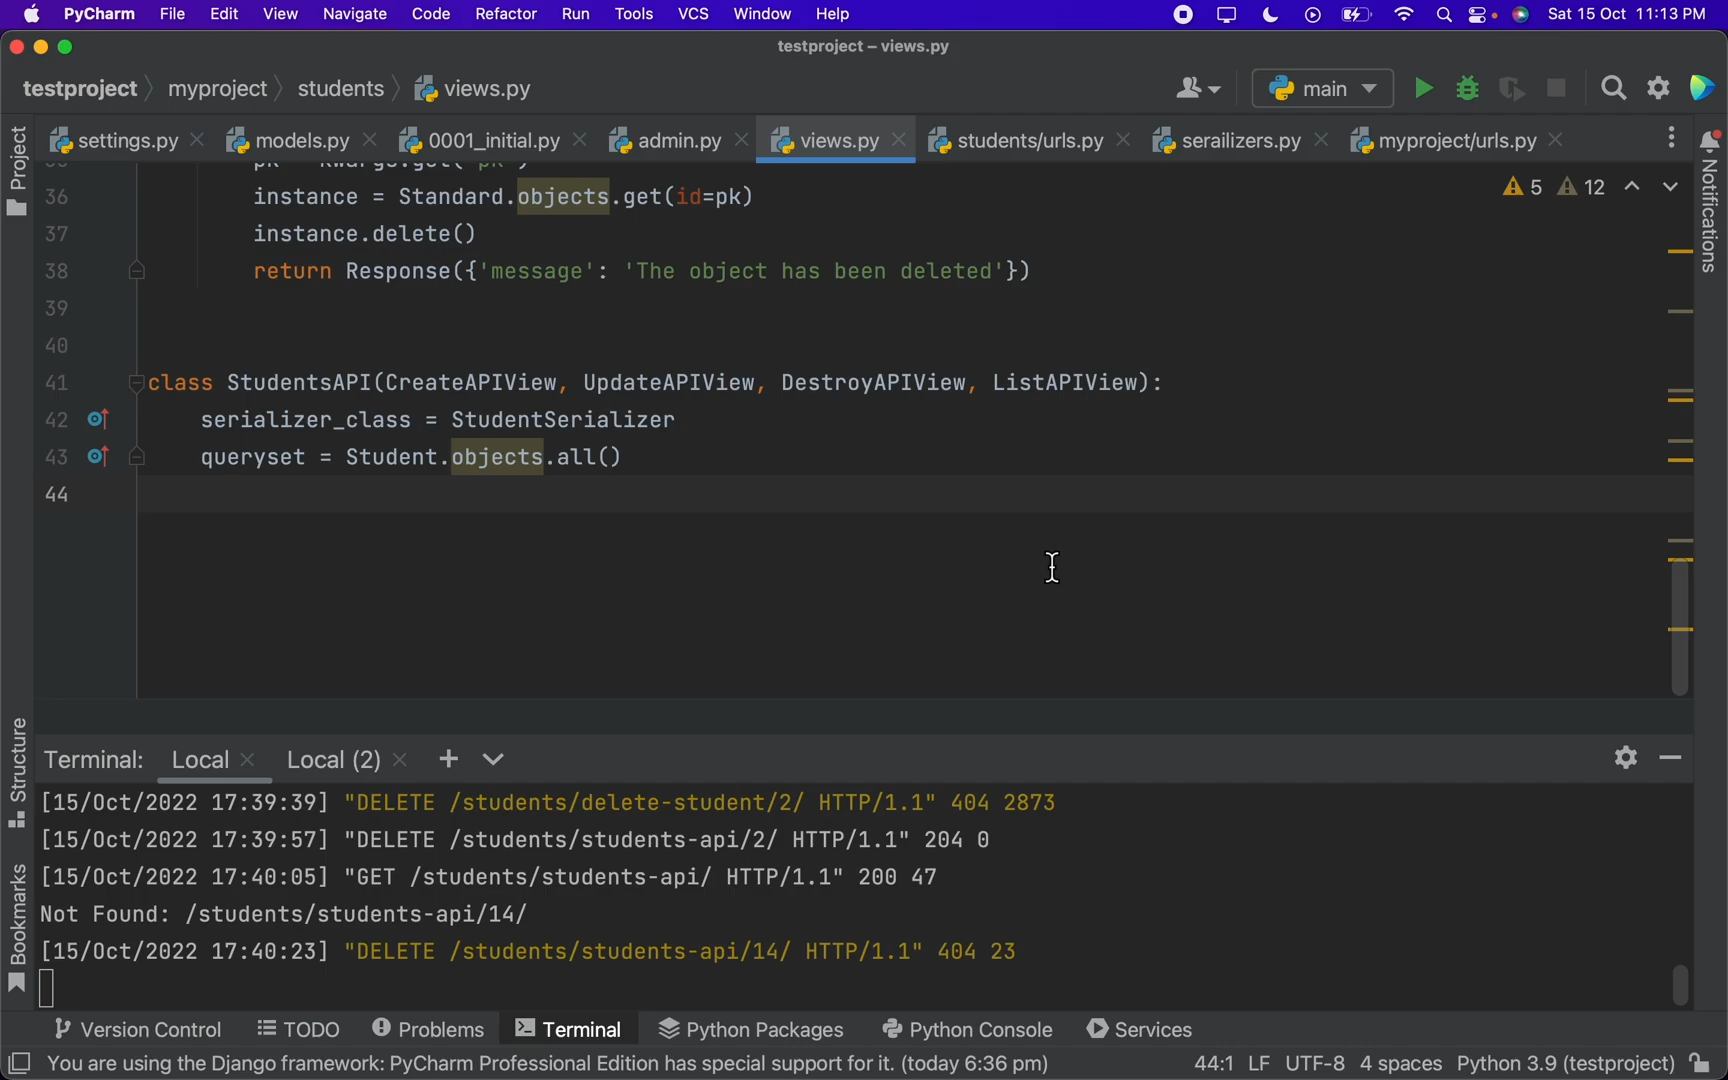 PyCharm File Edit View Navigate Code Refactor Run Tools VCS Window Help Sat 15 Oct 11:13 PM
testproject – views.py
testproject myproject students views.py main
settings.py models.py 0001_initial.py admin.py views.py students/urls.py serailizers.py myproject/urls.py
Project
Notifications
5 12
36 instance = Standard.objects.get(id=pk)
37 instance.delete()
38 return Response({'message': 'The object has been deleted'})
39
40
41 class StudentsAPI(CreateAPIView, UpdateAPIView, DestroyAPIView, ListAPIView):
42 serializer_class = StudentSerializer
43 queryset = Student.objects.all()
44
Structure
Bookmarks
Terminal: Local Local (2)
[15/Oct/2022 17:39:39] "DELETE /students/delete-student/2/ HTTP/1.1" 404 2873
[15/Oct/2022 17:39:57] "DELETE /students/students-api/2/ HTTP/1.1" 204 0
[15/Oct/2022 17:40:05] "GET /students/students-api/ HTTP/1.1" 200 47
Not Found: /students/students-api/14/
[15/Oct/2022 17:40:23] "DELETE /students/students-api/14/ HTTP/1.1" 404 23
Version Control TODO Problems Terminal Python Packages Python Console Services
You are using the Django framework: PyCharm Professional Edition has special support for it. (today 6:36 pm) 44:1 LF UTF-8 4 spaces Python 3.9 (testproject)